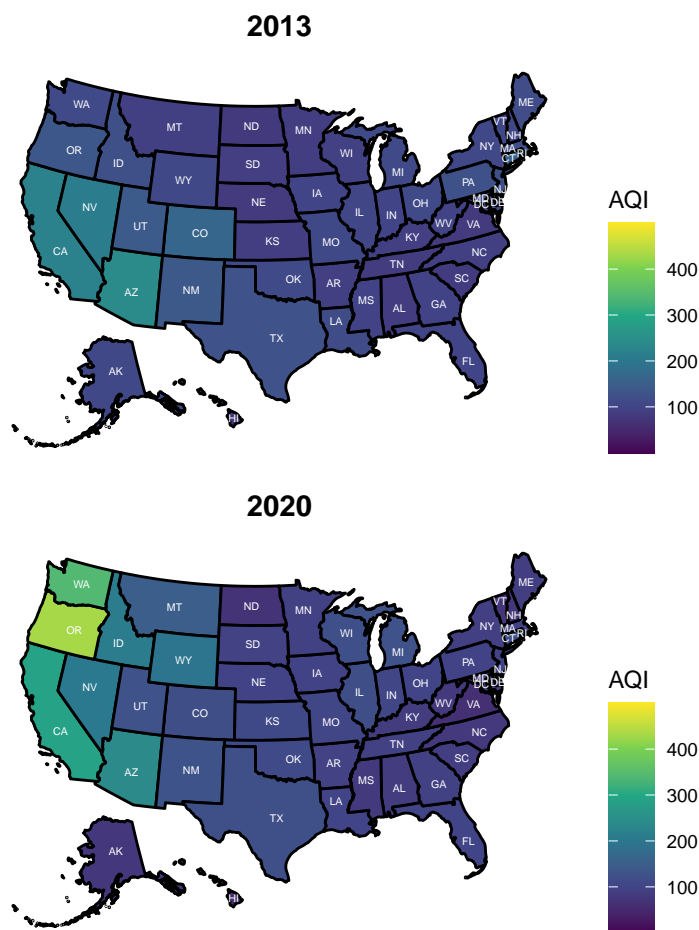 2013
WA
MT
ND
MN
ME
VT
NH
OR
ID
SD
WI
NY
MA
RI
CT
WY
MI
IA
PA
NE
NJ
NV
UT
CO
IL
IN
OH
MD
DE
DC
CA
KS
MO
WV
VA
KY
NC
TN
AZ
NM
OK
AR
SC
MS
AL
GA
TX
LA
FL
AK
HI
AQI
400
300
200
100
2020
WA
MT
ND
MN
ME
VT
NH
OR
ID
SD
WI
NY
MA
RI
CT
WY
MI
IA
PA
NE
NJ
NV
UT
CO
IL
IN
OH
MD
DE
DC
CA
KS
MO
WV
VA
KY
NC
TN
AZ
NM
OK
AR
SC
MS
AL
GA
TX
LA
FL
AK
HI
AQI
400
300
200
100